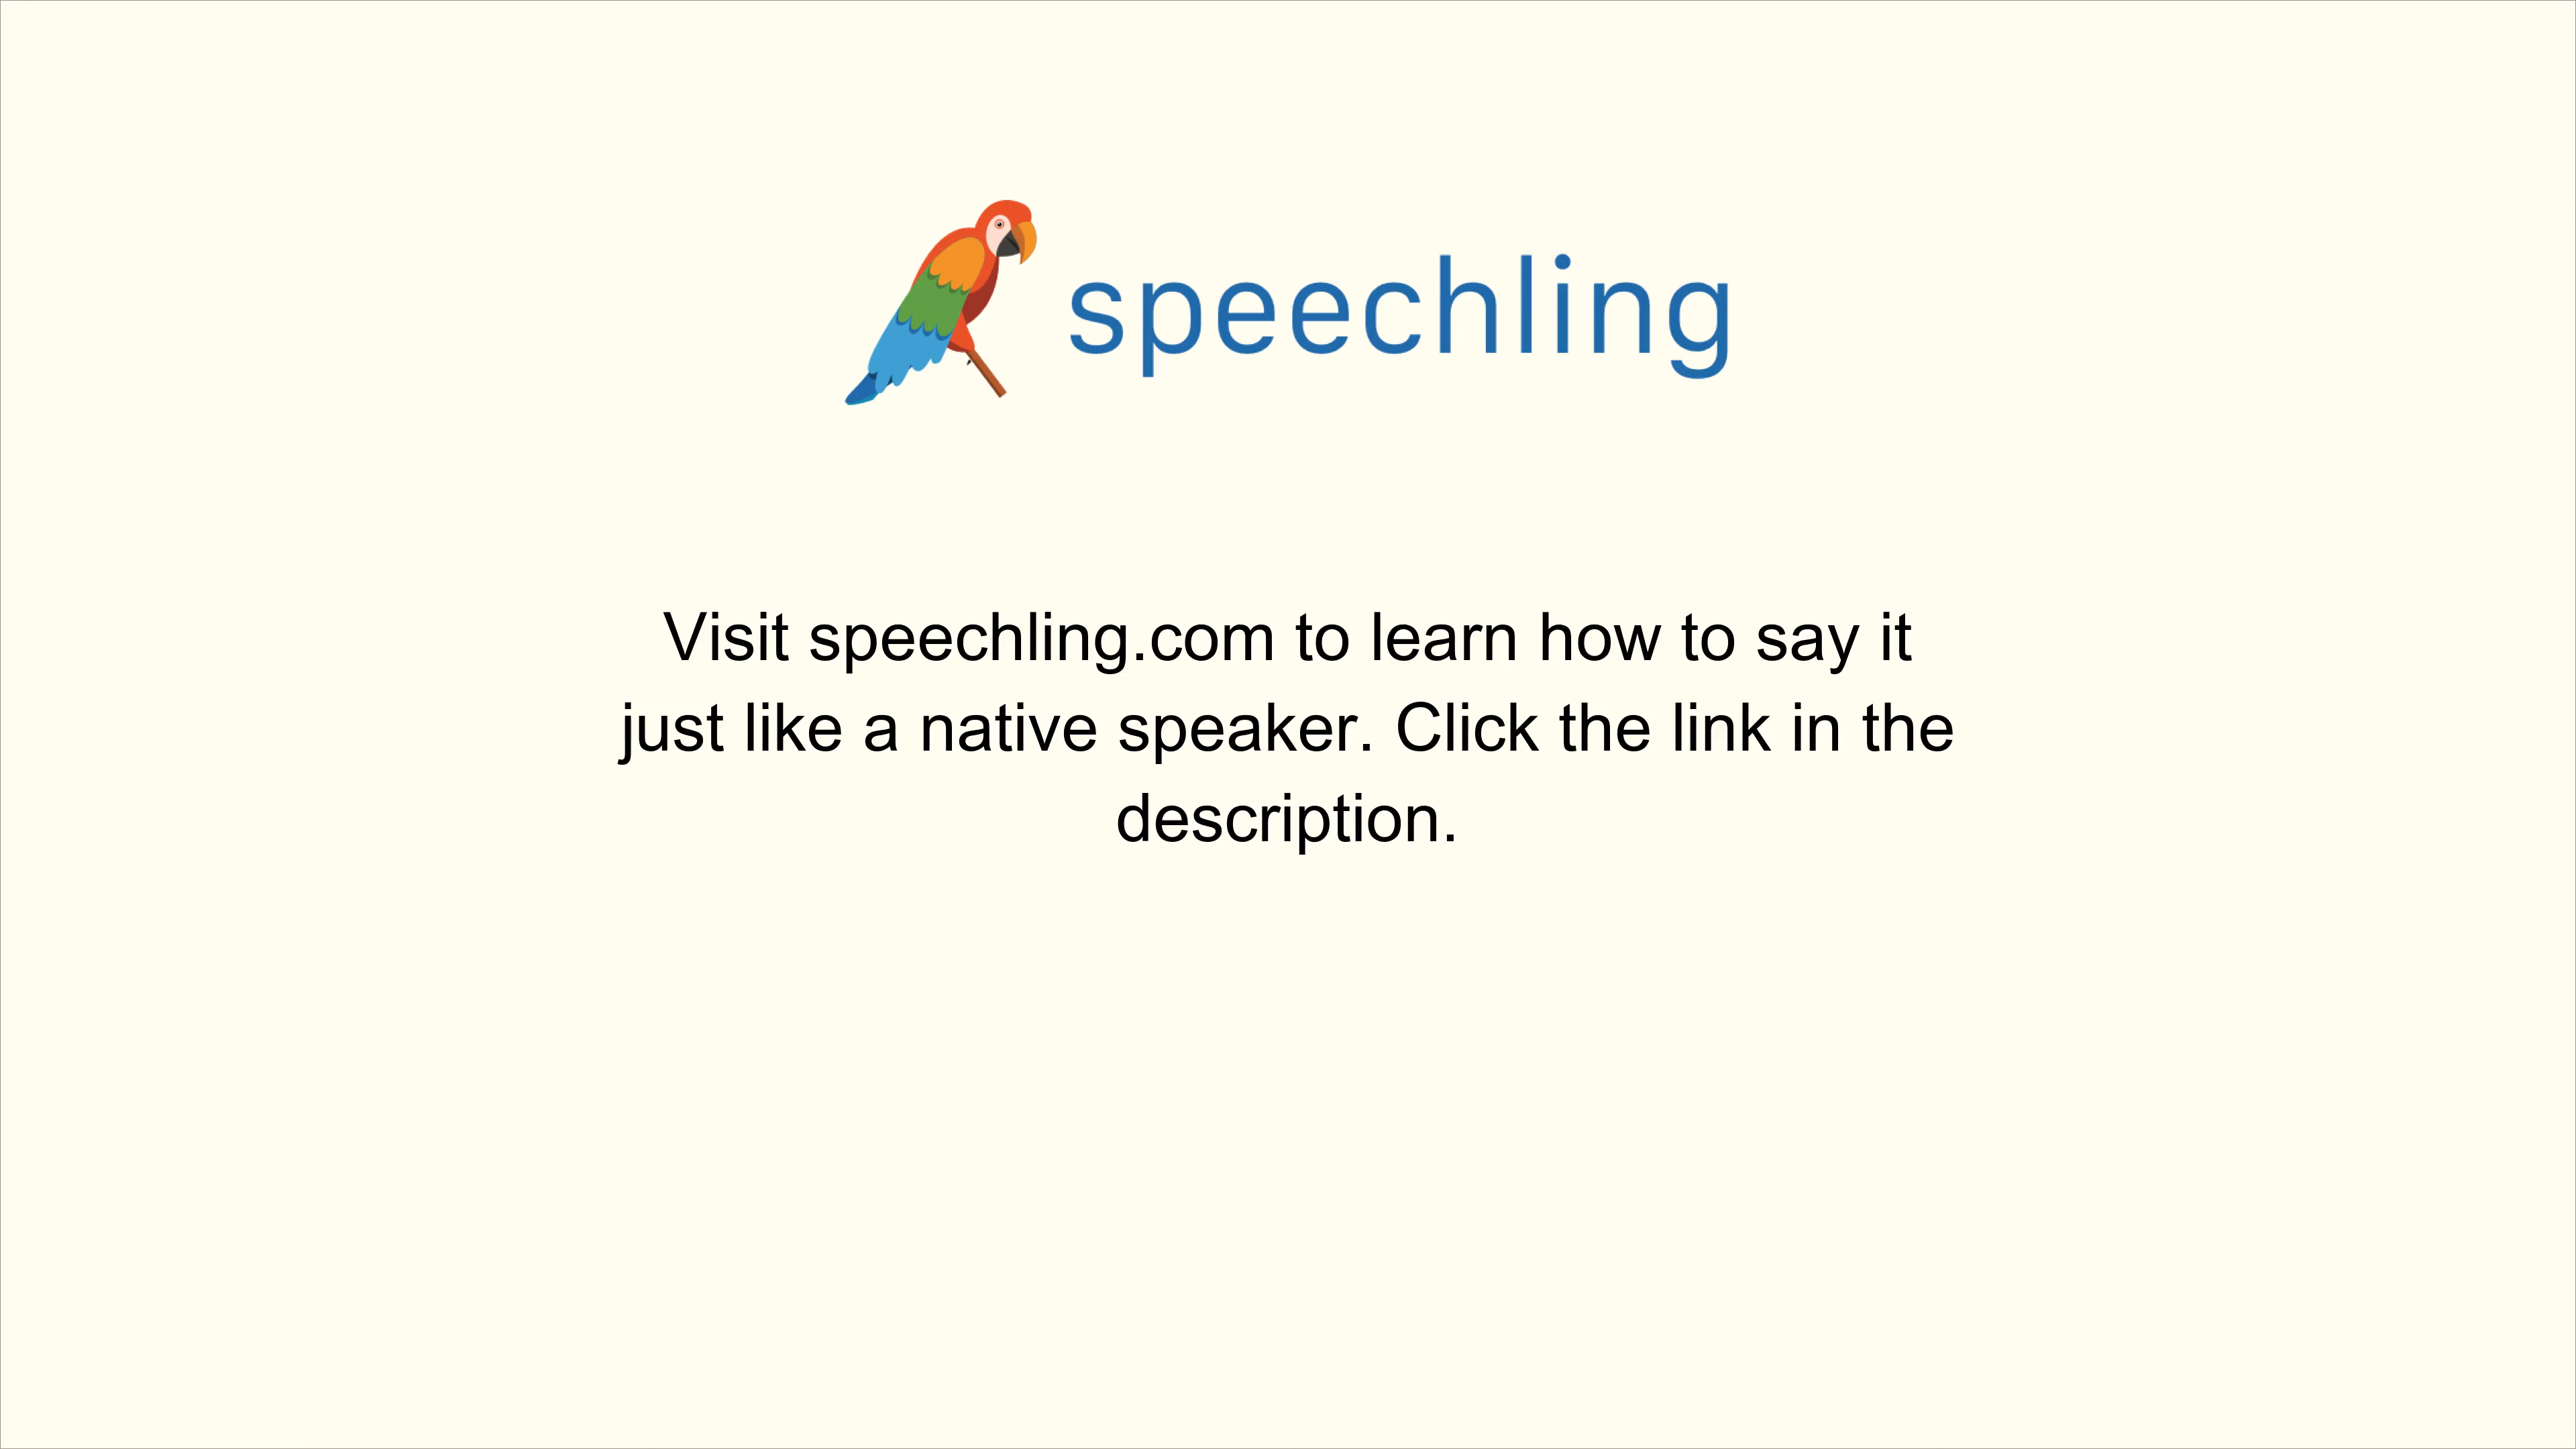 speechling
Visit speechling.com to learn how to say it
just like a native speaker. Click the link in the
description.